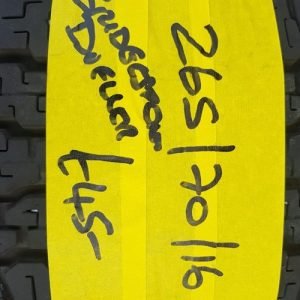 265/70/16
BRIDGESTONE
DUELER
£45-